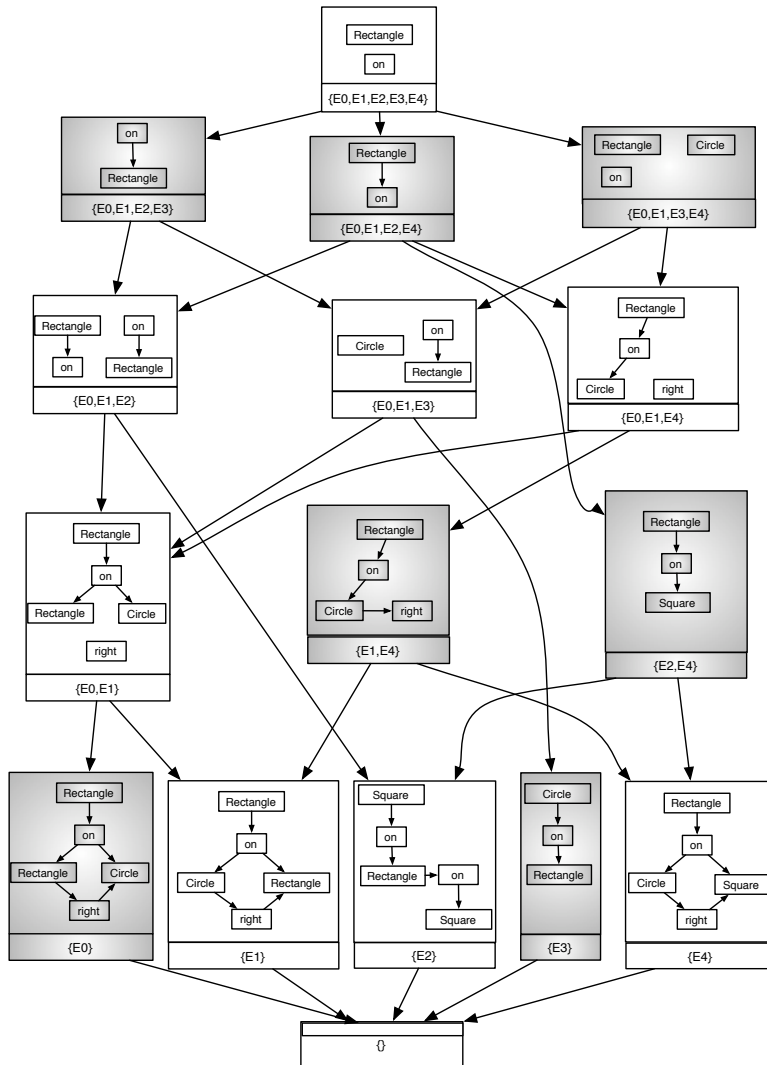 Rectangle
on
{E0,E1,E2,E3,E4}
on
Rectangle
{E0,E1,E2,E3}
Rectangle
on
{E0,E1,E2,E4}
Rectangle Circle
on
{E0,E1,E3,E4}
Rectangle on
on Rectangle
{E0,E1,E2}
on
Circle
Rectangle
{E0,E1,E3}
Rectangle
on
Circle right
{E0,E1,E4}
Rectangle
on
Rectangle Circle
right
{E0,E1}
Rectangle
on
Circle right
{E1,E4}
Rectangle
on
Square
{E2,E4}
Rectangle
on
Rectangle Circle
right
{E0}
Rectangle
on
Circle Rectangle
right
{E1}
Square
on
Rectangle on
Square
{E2}
Circle
on
Rectangle
{E3}
Rectangle
on
Circle Square
right
{E4}
{}